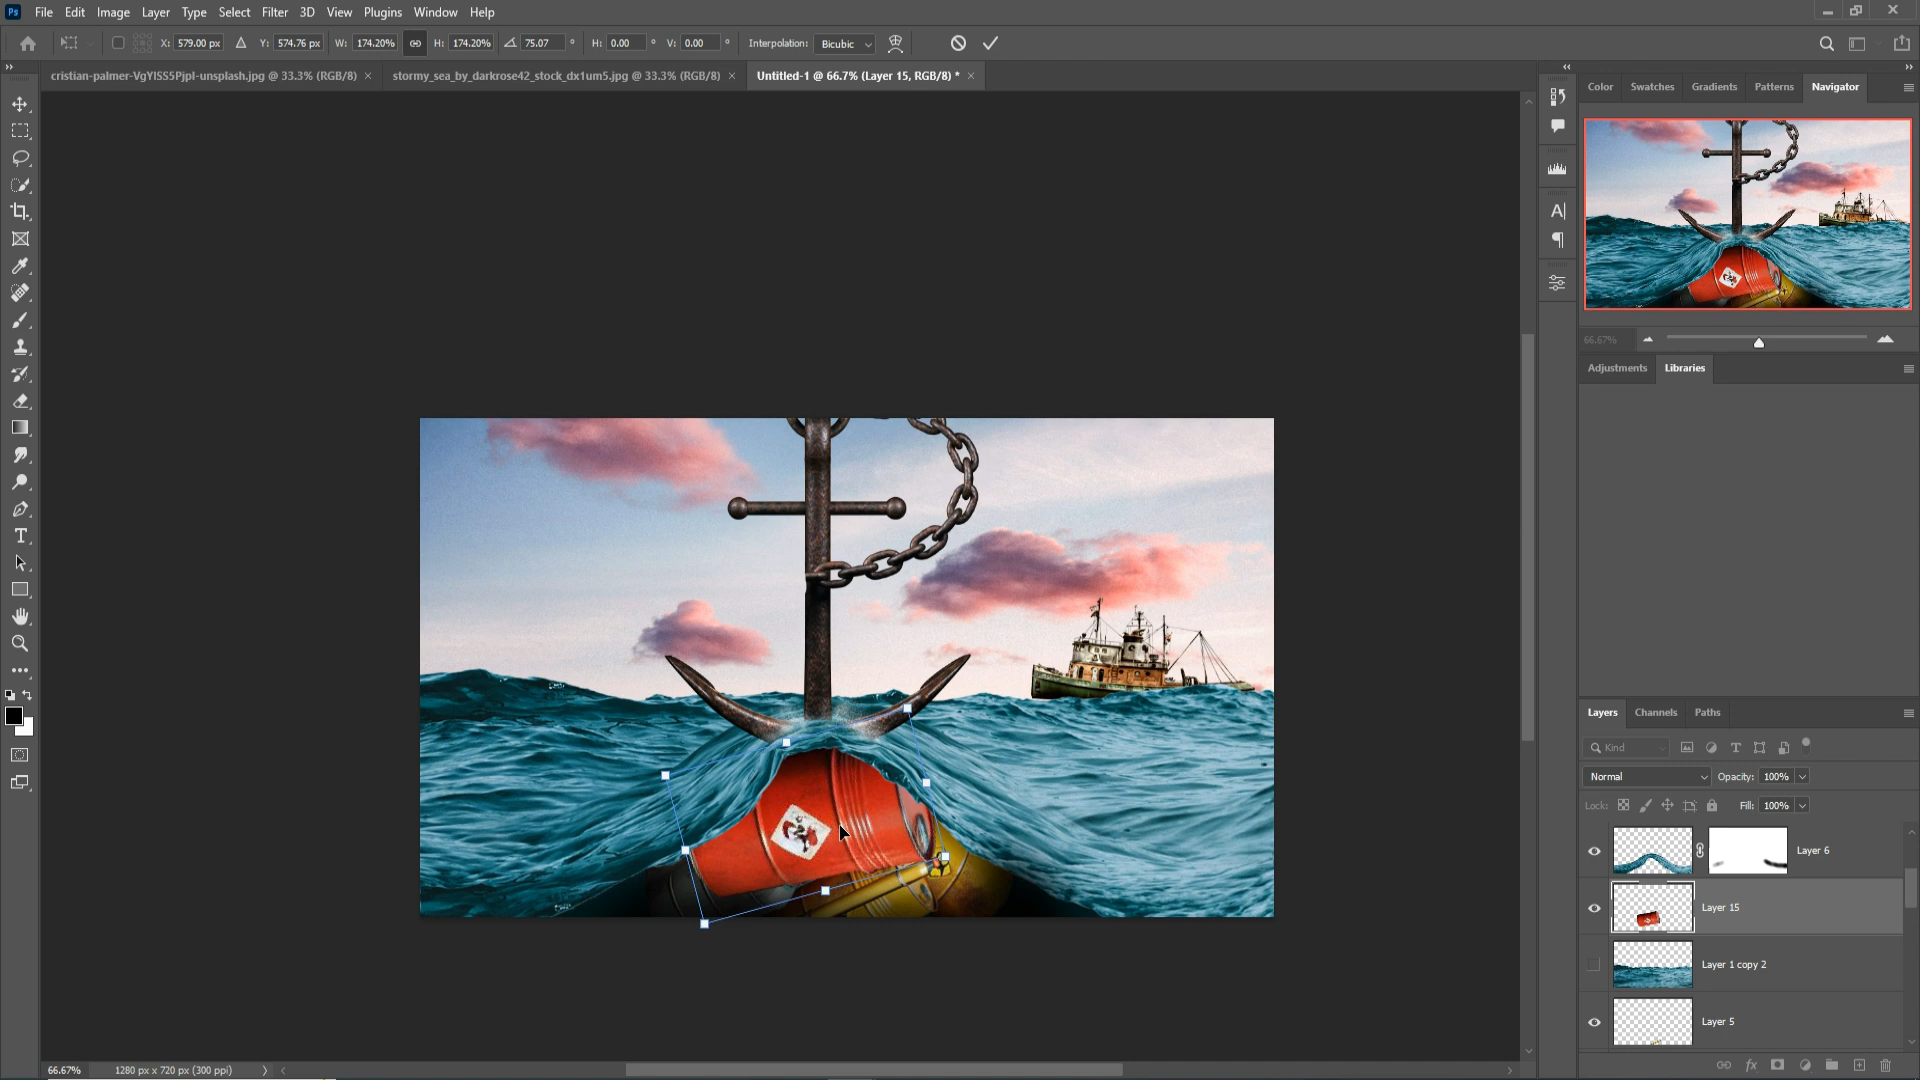 Ps File Edit Image Layer Type Select Filter 3D View Plugins Window Help
X: 579.00 px Y: 574.76 px W: 174.20% H: 174.20% 75.07 ° H: 0.00 ° V: 0.00 ° Interpolation: Bicubic
cristian-palmer-VgYlSS5PjpI-unsplash.jpg @ 33.3% (RGB/8) × stormy_sea_by_darkrose42_stock_dx1um5.jpg @ 33.3% (RGB/8) × Untitled-1 @ 66.7% (Layer 15, RGB/8) * ×
Color Swatches Gradients Patterns Navigator
66.67%
Adjustments Libraries
Layers Channels Paths
Kind
Normal Opacity: 100%
Lock: Fill: 100%
Layer 6
Layer 15
Layer 1 copy 2
Layer 5
66.67% 1280 px x 720 px (300 ppi)